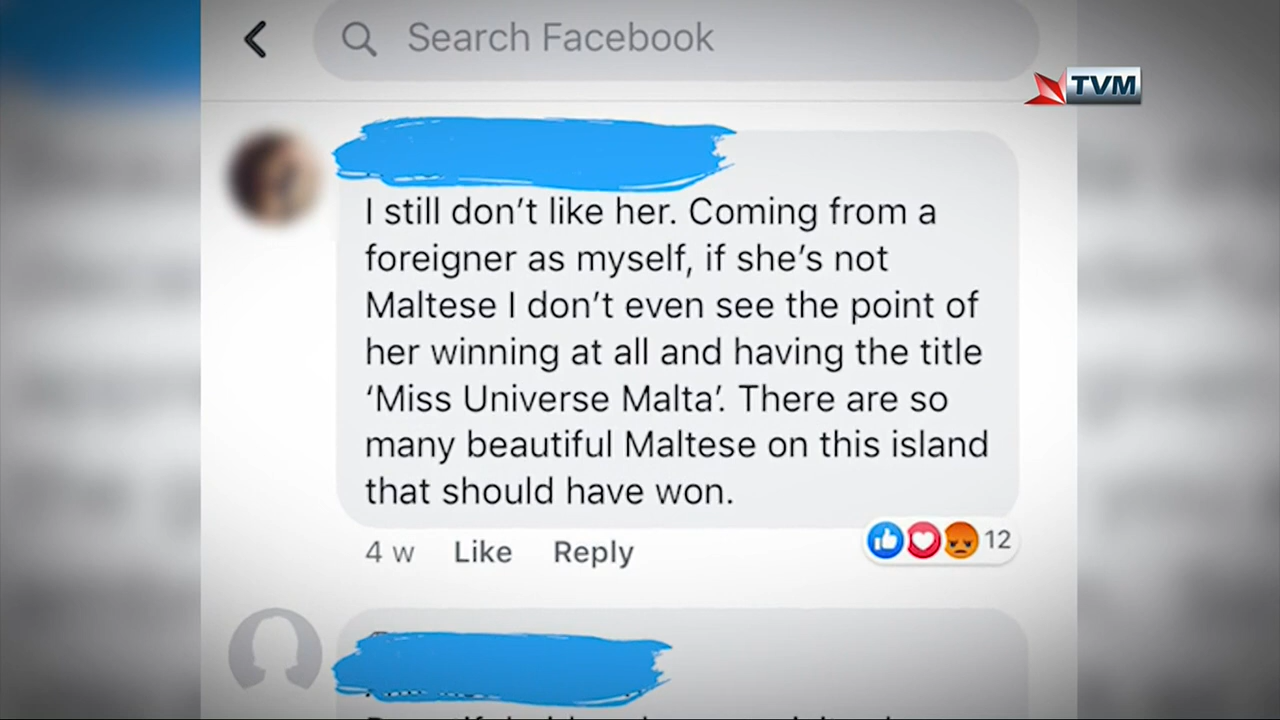 Search Facebook
TVM
I still don’t like her. Coming from a
foreigner as myself, if she’s not
Maltese I don’t even see the point of
her winning at all and having the title
‘Miss Universe Malta’. There are so
many beautiful Maltese on this island
that should have won.
4 w Like Reply 12